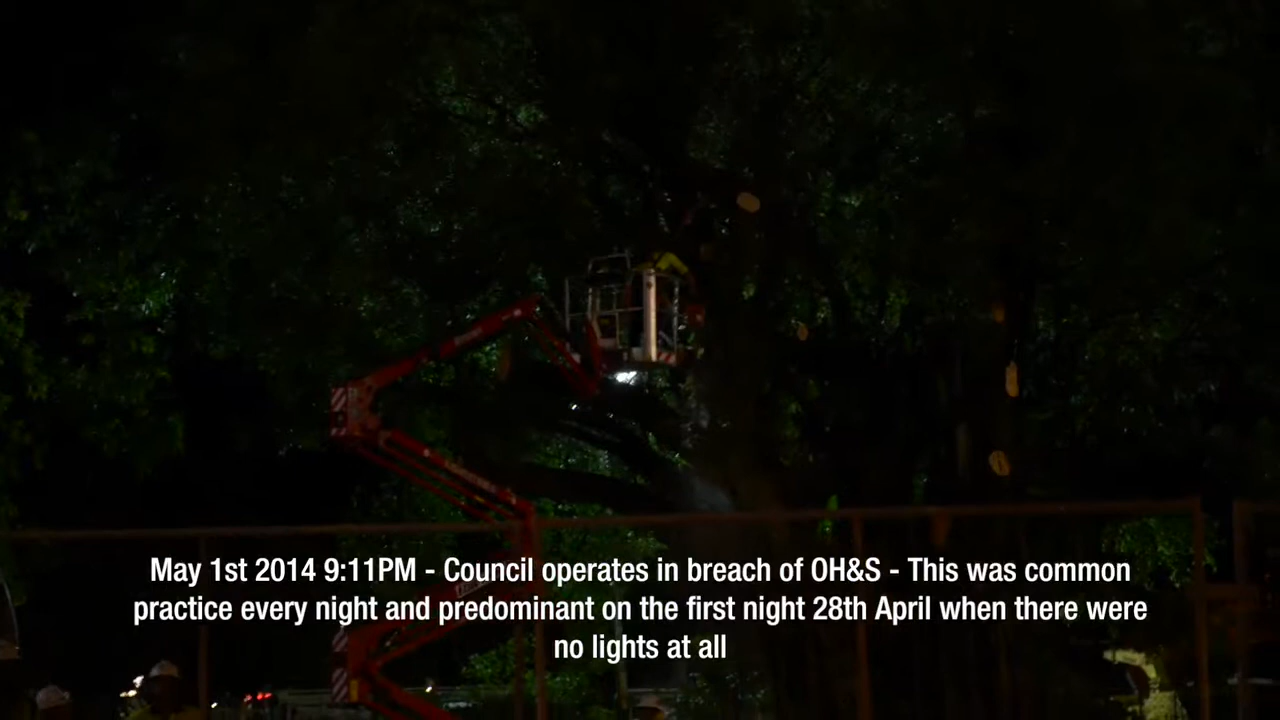 May 1st 2014 9:11PM - Council operates in breach of OH&S - This was common
practice every night and predominant on the first night 28th April when there were
no lights at all